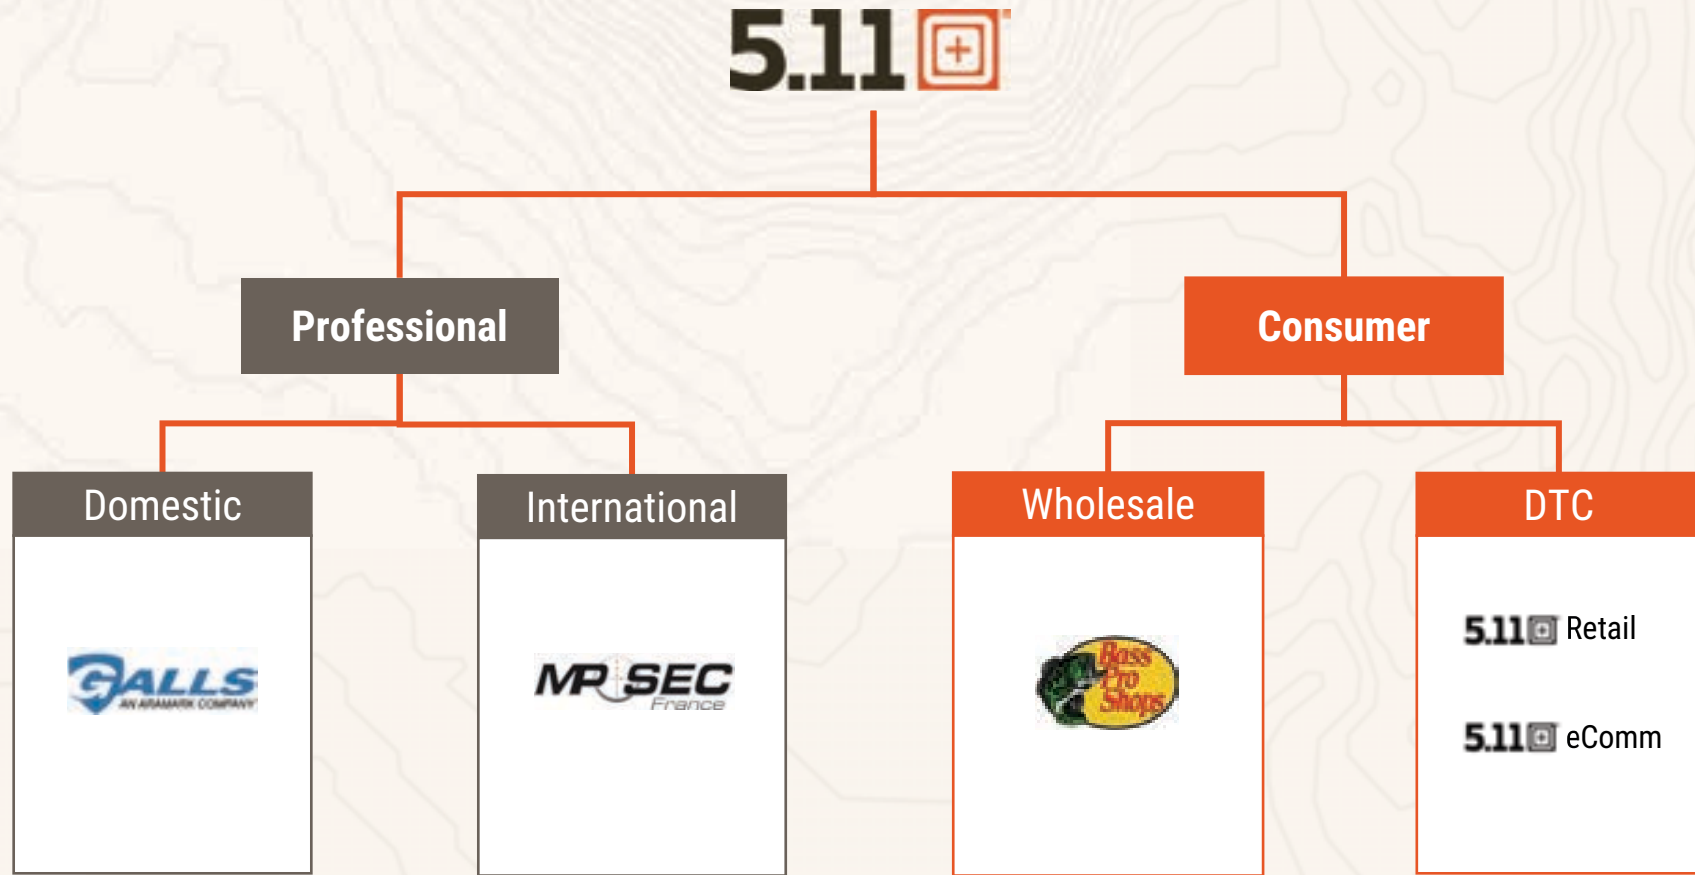 5.11
Professional
Consumer
Domestic
International
Wholesale
DTC
GALLS
AN ARAMARK COMPANY
MP SEC
France
Bass
Pro
Shops
5.11 Retail
5.11 eComm